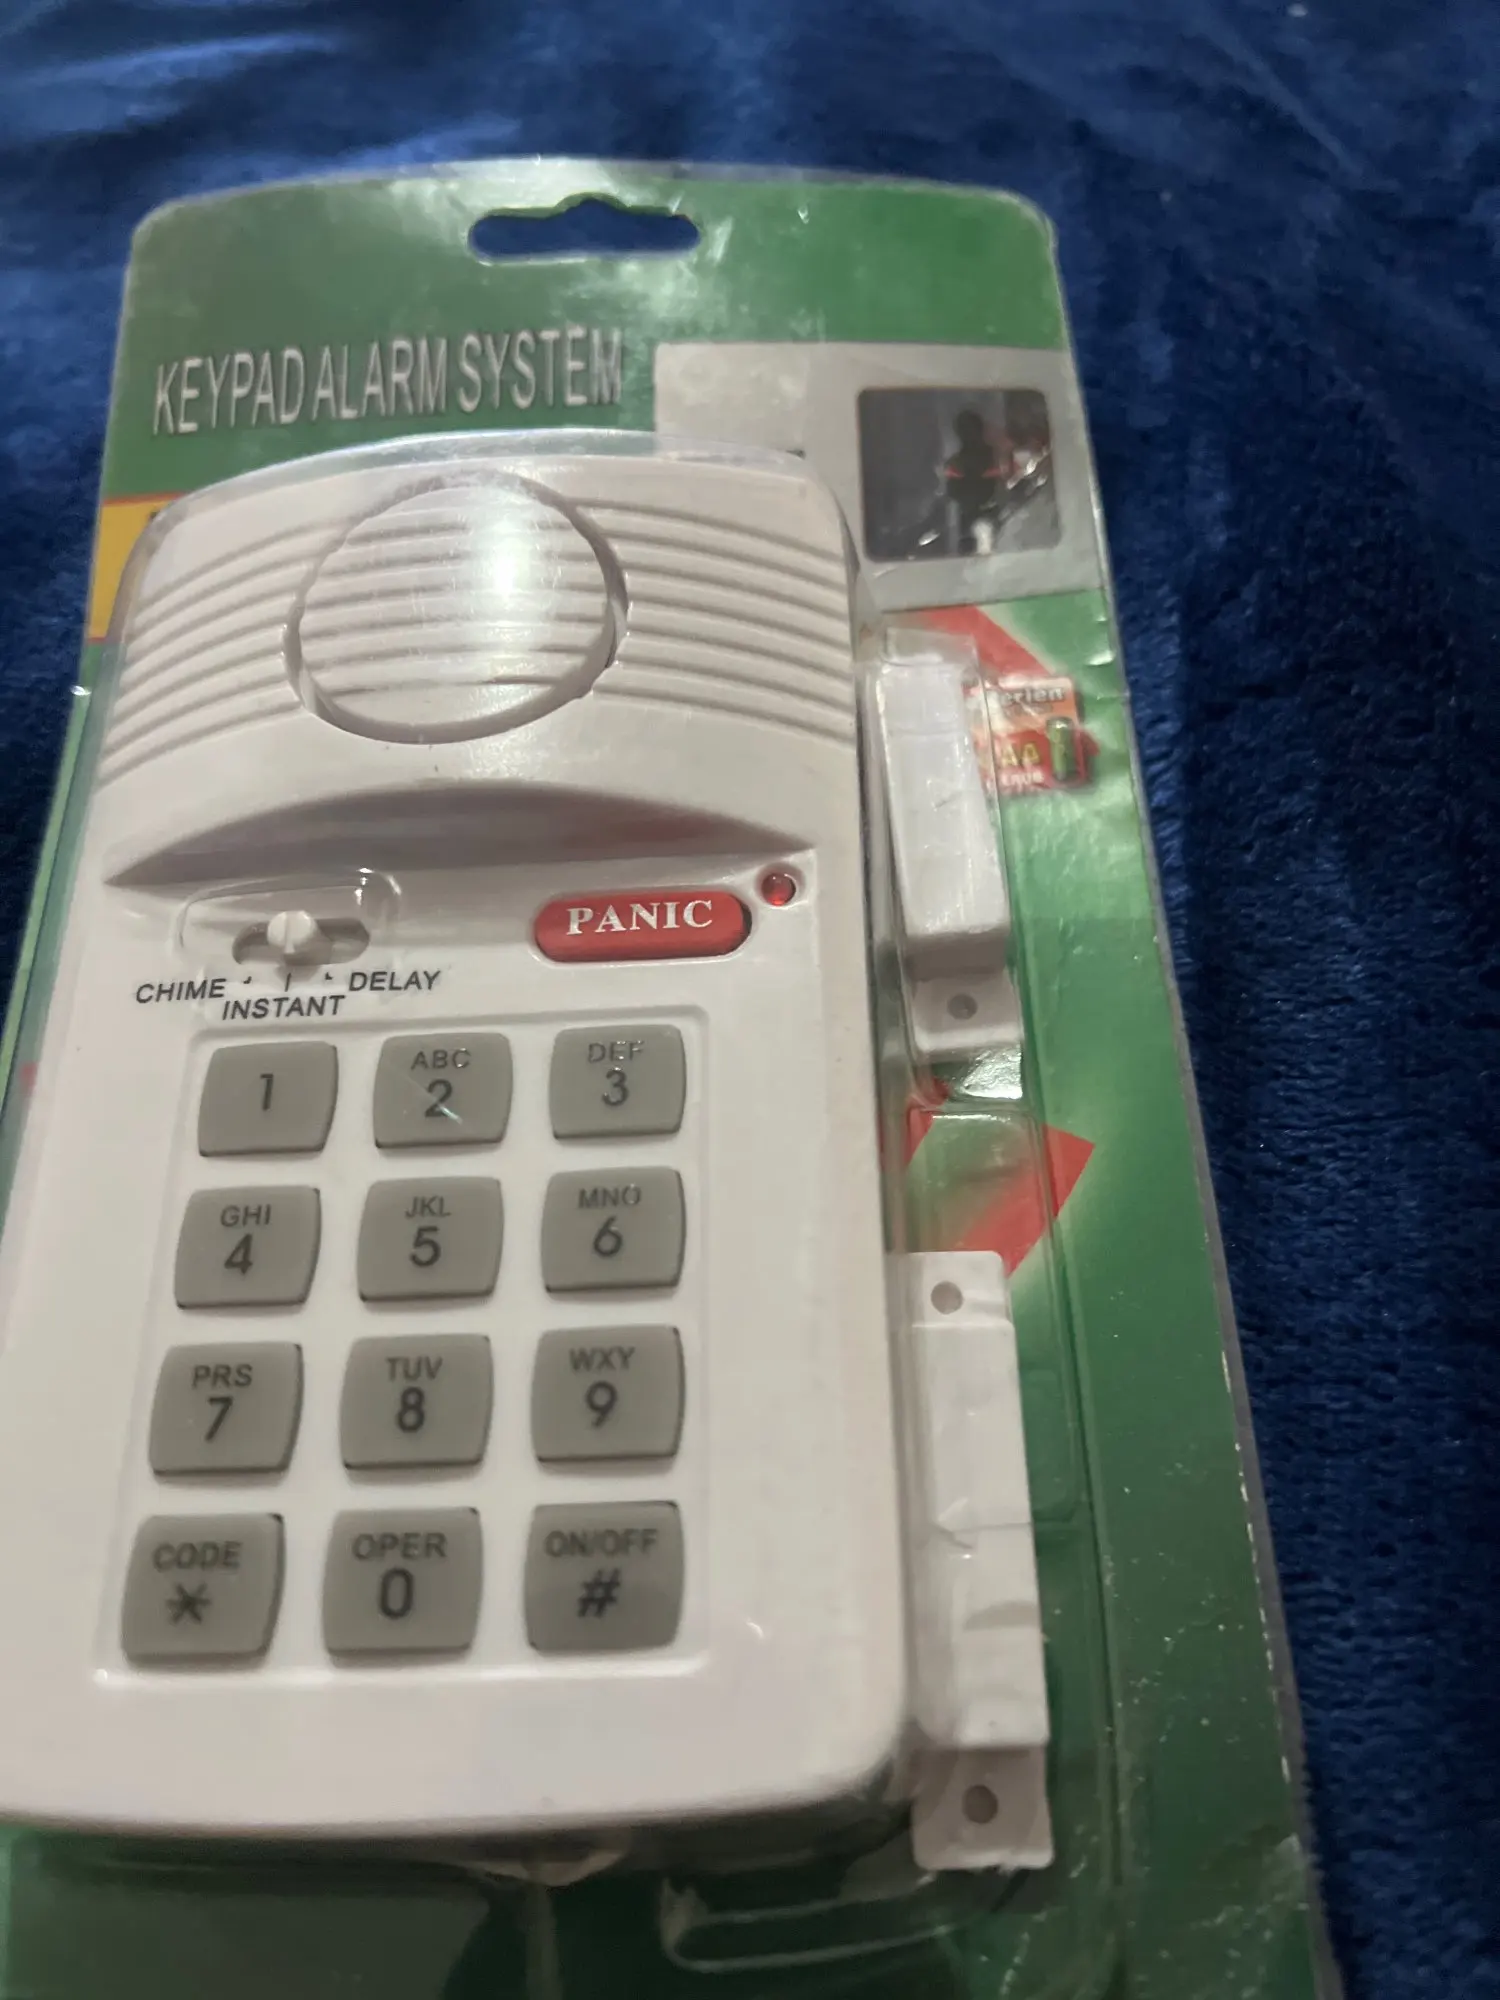 KEYPAD ALARM SYSTEM
AA
PANIC
CHIME
DELAY
INSTANT
1
ABC
2
DEF
3
GHI
4
JKL
5
MNO
6
PRS
7
TUV
8
WXY
9
CODE
*
OPER
0
ON/OFF
#